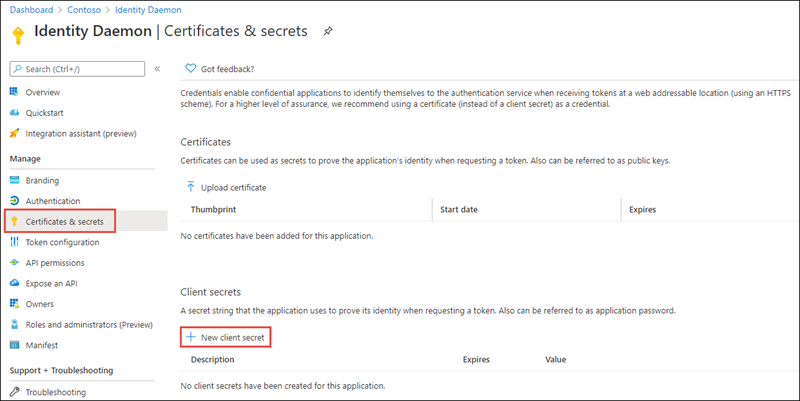 Dashboard > Contoso > Identity Daemon
Identity Daemon | Certificates & secrets
Search (Ctrl+/)
«
Overview
Quickstart
Integration assistant (preview)
Manage
Branding
Authentication
Certificates & secrets
Token configuration
API permissions
Expose an API
Owners
Roles and administrators (Preview)
Manifest
Support + Troubleshooting
Troubleshooting
Got feedback?
Credentials enable confidential applications to identify themselves to the authentication service when receiving tokens at a web addressable location (using an HTTPS
scheme). For a higher level of assurance, we recommend using a certificate (instead of a client secret) as a credential.
Certificates
Certificates can be used as secrets to prove the application's identity when requesting a token. Also can be referred to as public keys.
Upload certificate
Thumbprint Start date Expires
No certificates have been added for this application.
Client secrets
A secret string that the application uses to prove its identity when requesting a token. Also can be referred to as application password.
New client secret
Description Expires Value
No client secrets have been created for this application.